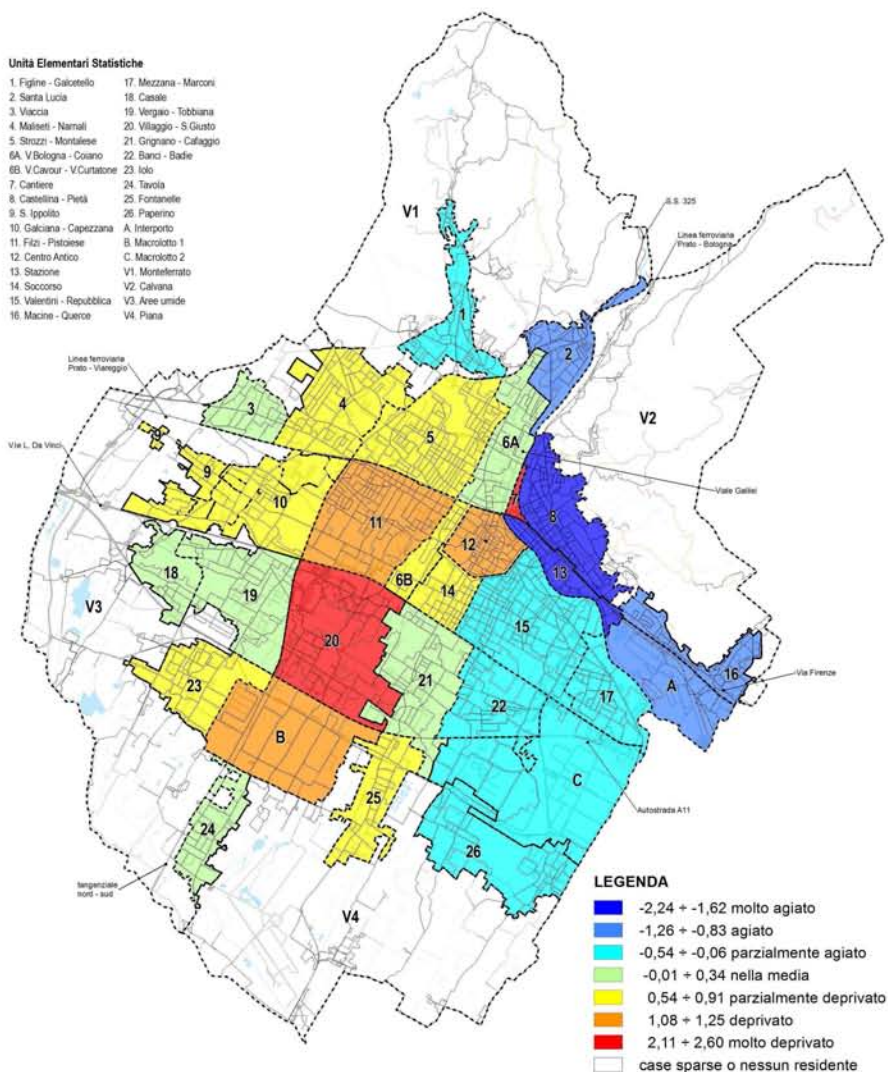 Unità Elementari Statistiche
1. Figline - Galcetello
2. Santa Lucia
3. Viaccia
4. Maliseti - Narnali
5. Strozzi - Montalese
6A. V.Bologna - Coiano
6B. V.Cavour - V.Curtatone
7. Cantiere
8. Castellina - Pietà
9. S. Ippolito
10. Galciana - Capezzana
11. Filzi - Pistoiese
12. Centro Antico
13. Stazione
14. Soccorso
15. Valentini - Repubblica
16. Macine - Querce
17. Mezzana - Marconi
18. Casale
19. Vergaio - Tobbiana
20. Villaggio - S.Giusto
21. Grignano - Cafaggio
22. Banci - Badie
23. Iolo
24. Tavola
25. Fontanelle
26. Paperino
A. Interporto
B. Macrolotto 1
C. Macrolotto 2
V1. Monteferrato
V2. Calvana
V3. Aree umide
V4. Piana
V1
S.S. 325
Linea ferroviaria
Prato - Bologna
1
2
Linea ferroviaria
Prato - Viareggio
3
4
5
6A
V2
V.le L. Da Vinci
9
9
10
11
12
7
8
Viale Galilei
13
18
19
6B
14
15
V3
20
21
22
17
A
16
Via Firenze
23
B
C
25
24
26
Autostrada A11
tangenziale
nord - sud
V4
LEGENDA
-2,24 ÷ -1,62 molto agiato
-1,26 ÷ -0,83 agiato
-0,54 ÷ -0,06 parzialmente agiato
-0,01 ÷ 0,34 nella media
0,54 ÷ 0,91 parzialmente deprivato
1,08 ÷ 1,25 deprivato
2,11 ÷ 2,60 molto deprivato
case sparse o nessun residente